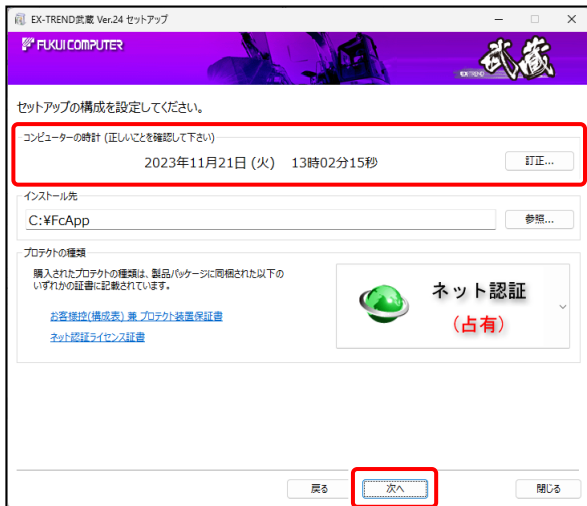 EX-TREND武蔵 Ver.24 セットアップ
FUKUI COMPUTER
EX-TREND 武蔵
セットアップの構成を設定してください。
コンピューターの時計 (正しいことを確認して下さい)
2023年11月21日 (火) 13時02分15秒
訂正...
インストール先
C:¥FcApp
参照...
プロテクトの種類
購入されたプロテクトの種類は、製品パッケージに同梱された以下の
いずれかの証書に記載されています。
お客様控(構成表) 兼 プロテクト装置保証書
ネット認証ライセンス証書
ネット認証
(占有)
戻る
次へ
閉じる